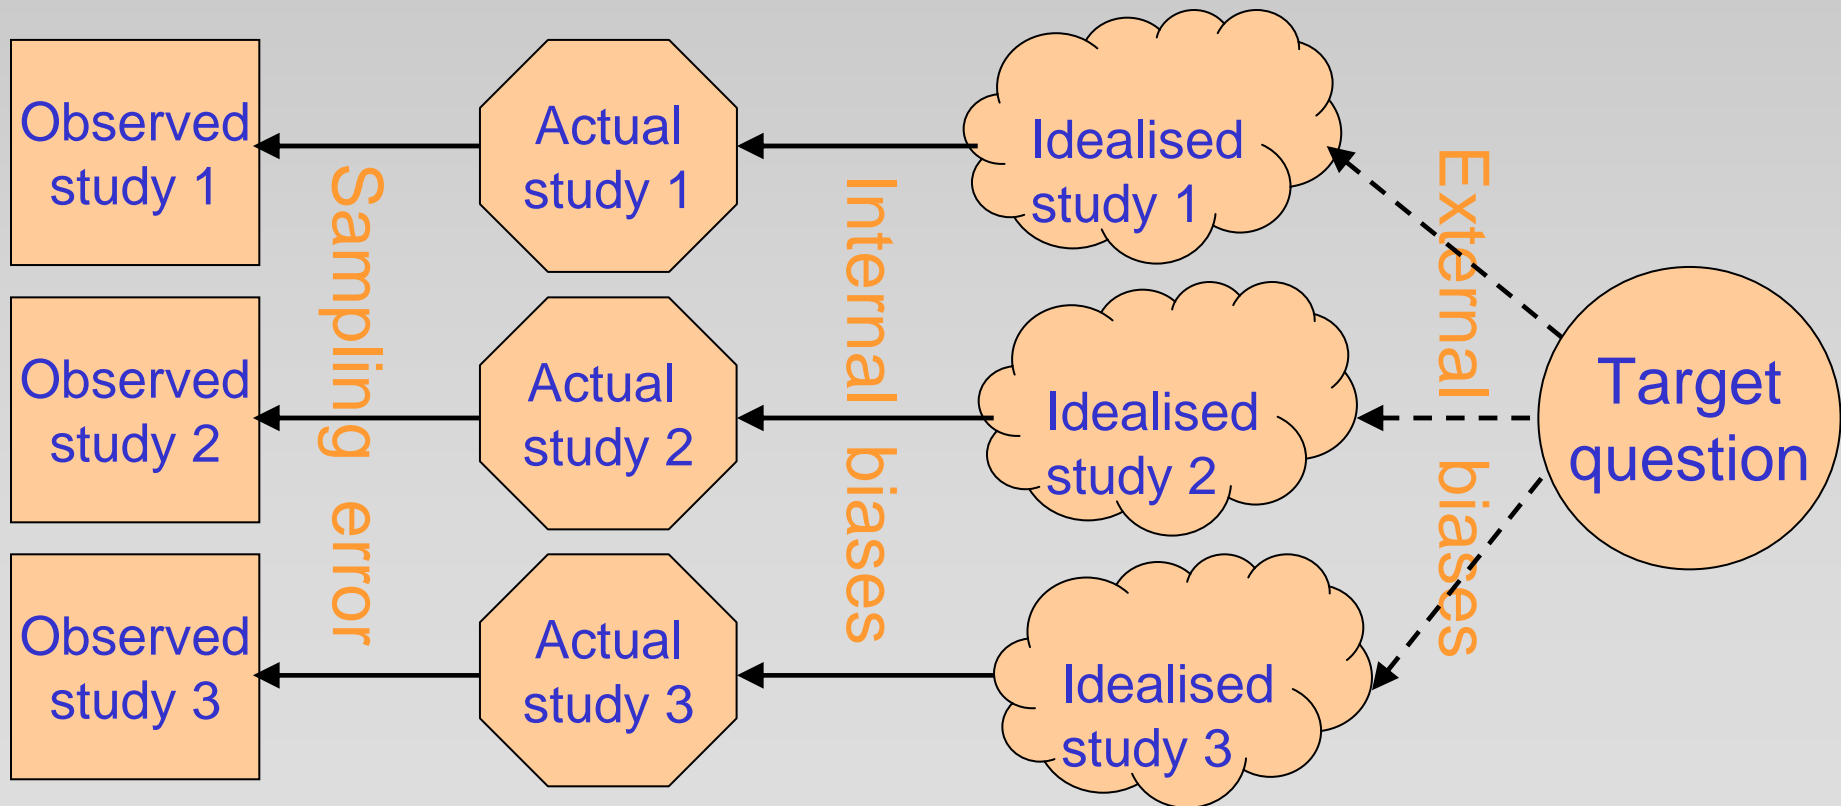 Observed
study 1
Actual
study 1
Idealised
study 1
Observed
study 2
Actual
study 2
Idealised
study 2
Observed
study 3
Actual
study 3
Idealised
study 3
Sampling error
Internal biases
External biases
Target
question